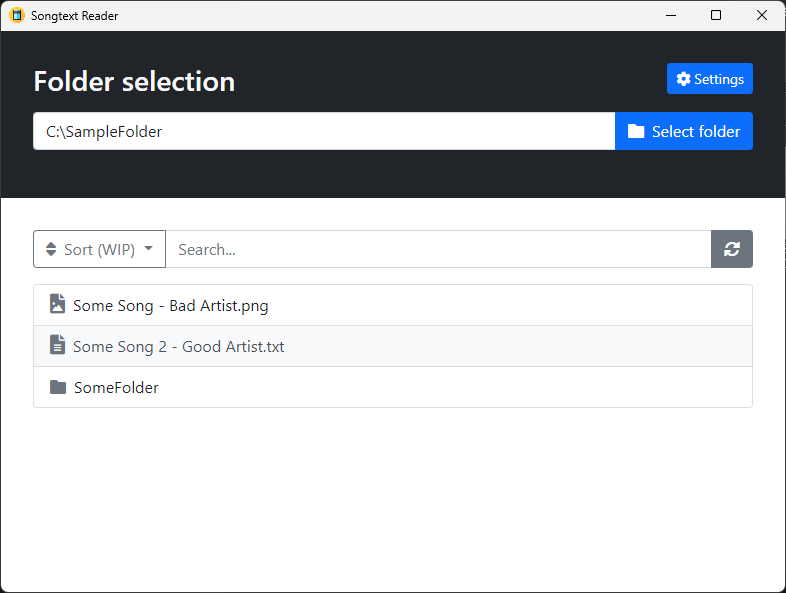 Songtext Reader
Folder selection
Settings
C:\SampleFolder
Select folder
Sort (WIP)
Search...
Some Song - Bad Artist.png
Some Song 2 - Good Artist.txt
SomeFolder